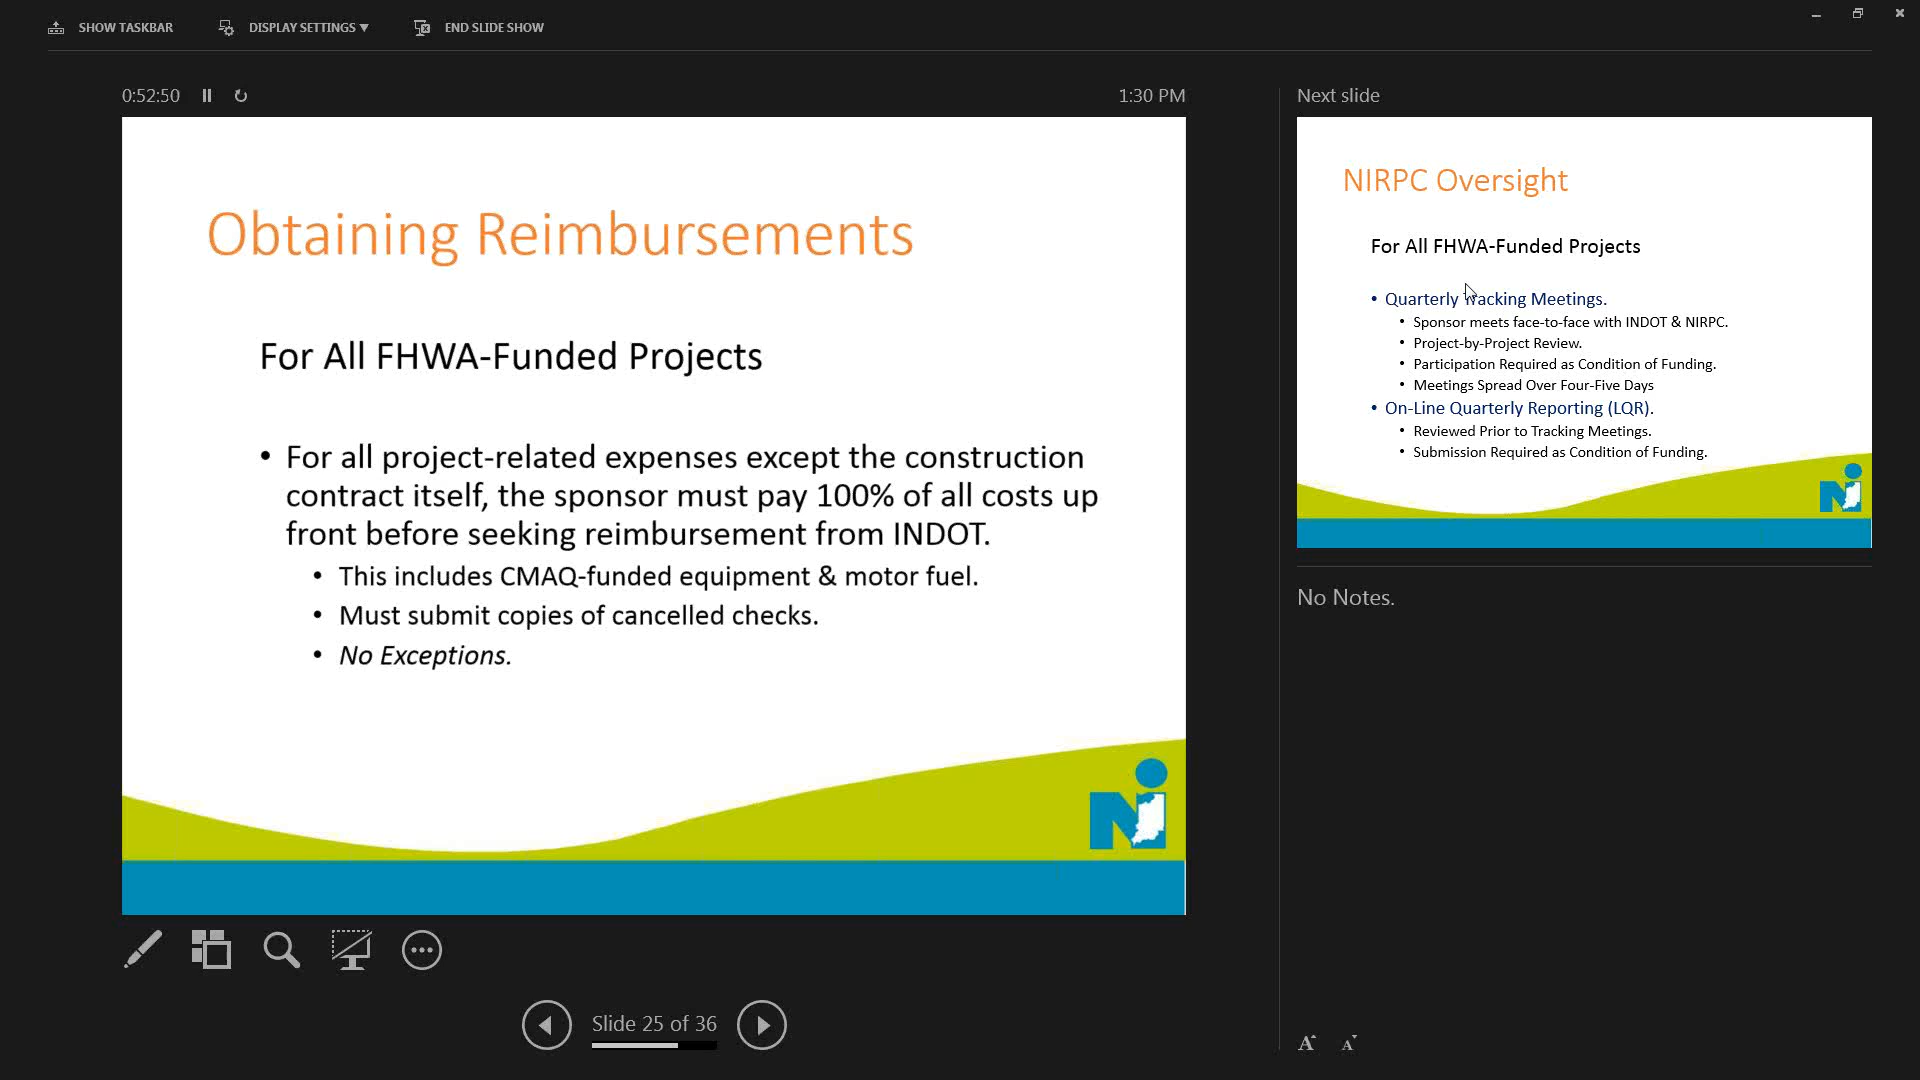 SHOW TASKBAR
DISPLAY SETTINGS ▼
END SLIDE SHOW
0:52:50
1:30 PM
Obtaining Reimbursements
For All FHWA-Funded Projects
• For all project-related expenses except the construction
contract itself, the sponsor must pay 100% of all costs up
front before seeking reimbursement from INDOT.
• This includes CMAQ-funded equipment & motor fuel.
• Must submit copies of cancelled checks.
• No Exceptions.
Slide 25 of 36
Next slide
NIRPC Oversight
For All FHWA-Funded Projects
• Quarterly Tracking Meetings.
• Sponsor meets face-to-face with INDOT & NIRPC.
• Project-by-Project Review.
• Participation Required as Condition of Funding.
• Meetings Spread Over Four-Five Days
• On-Line Quarterly Reporting (LQR).
• Reviewed Prior to Tracking Meetings.
• Submission Required as Condition of Funding.
No Notes.
A A